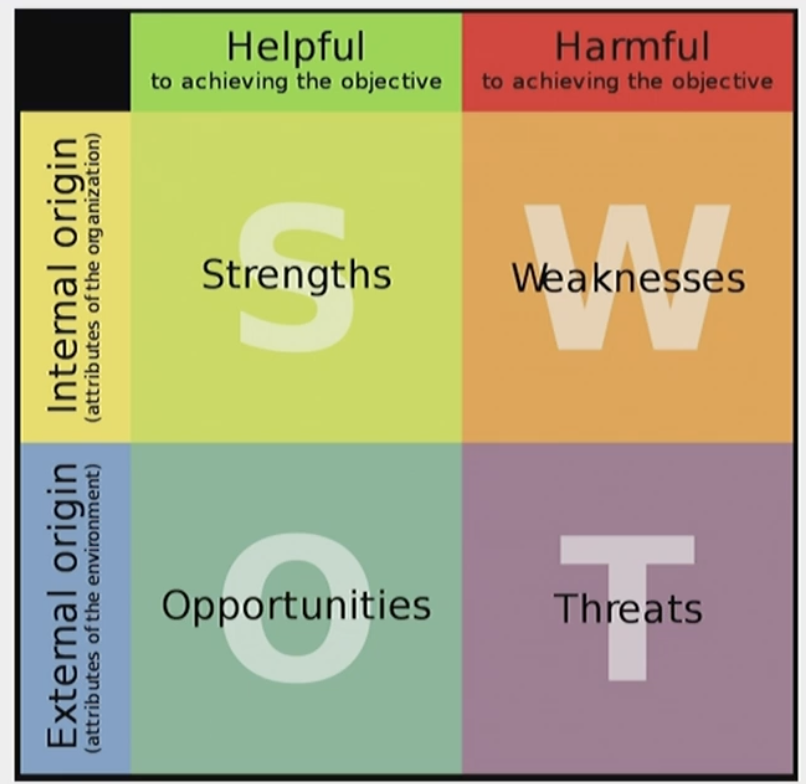 Helpful
to achieving the objective
Harmful
to achieving the objective
Internal origin
(attributes of the organization)
S
Strengths
W
Weaknesses
External origin
(attributes of the environment)
O
Opportunities
T
Threats